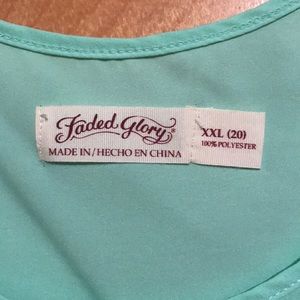 Faded Glory®
MADE IN/HECHO EN CHINA
XXL (20)
100% POLYESTER